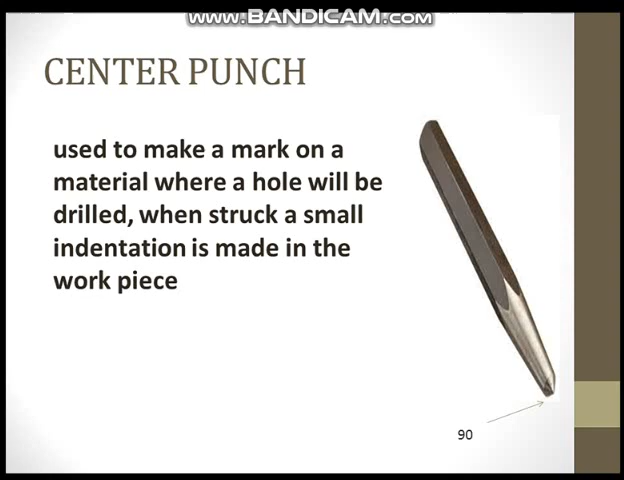 WWW.BANDICAM.COM
CENTER PUNCH
used to make a mark on a
material where a hole will be
drilled, when struck a small
indentation is made in the
work piece
90